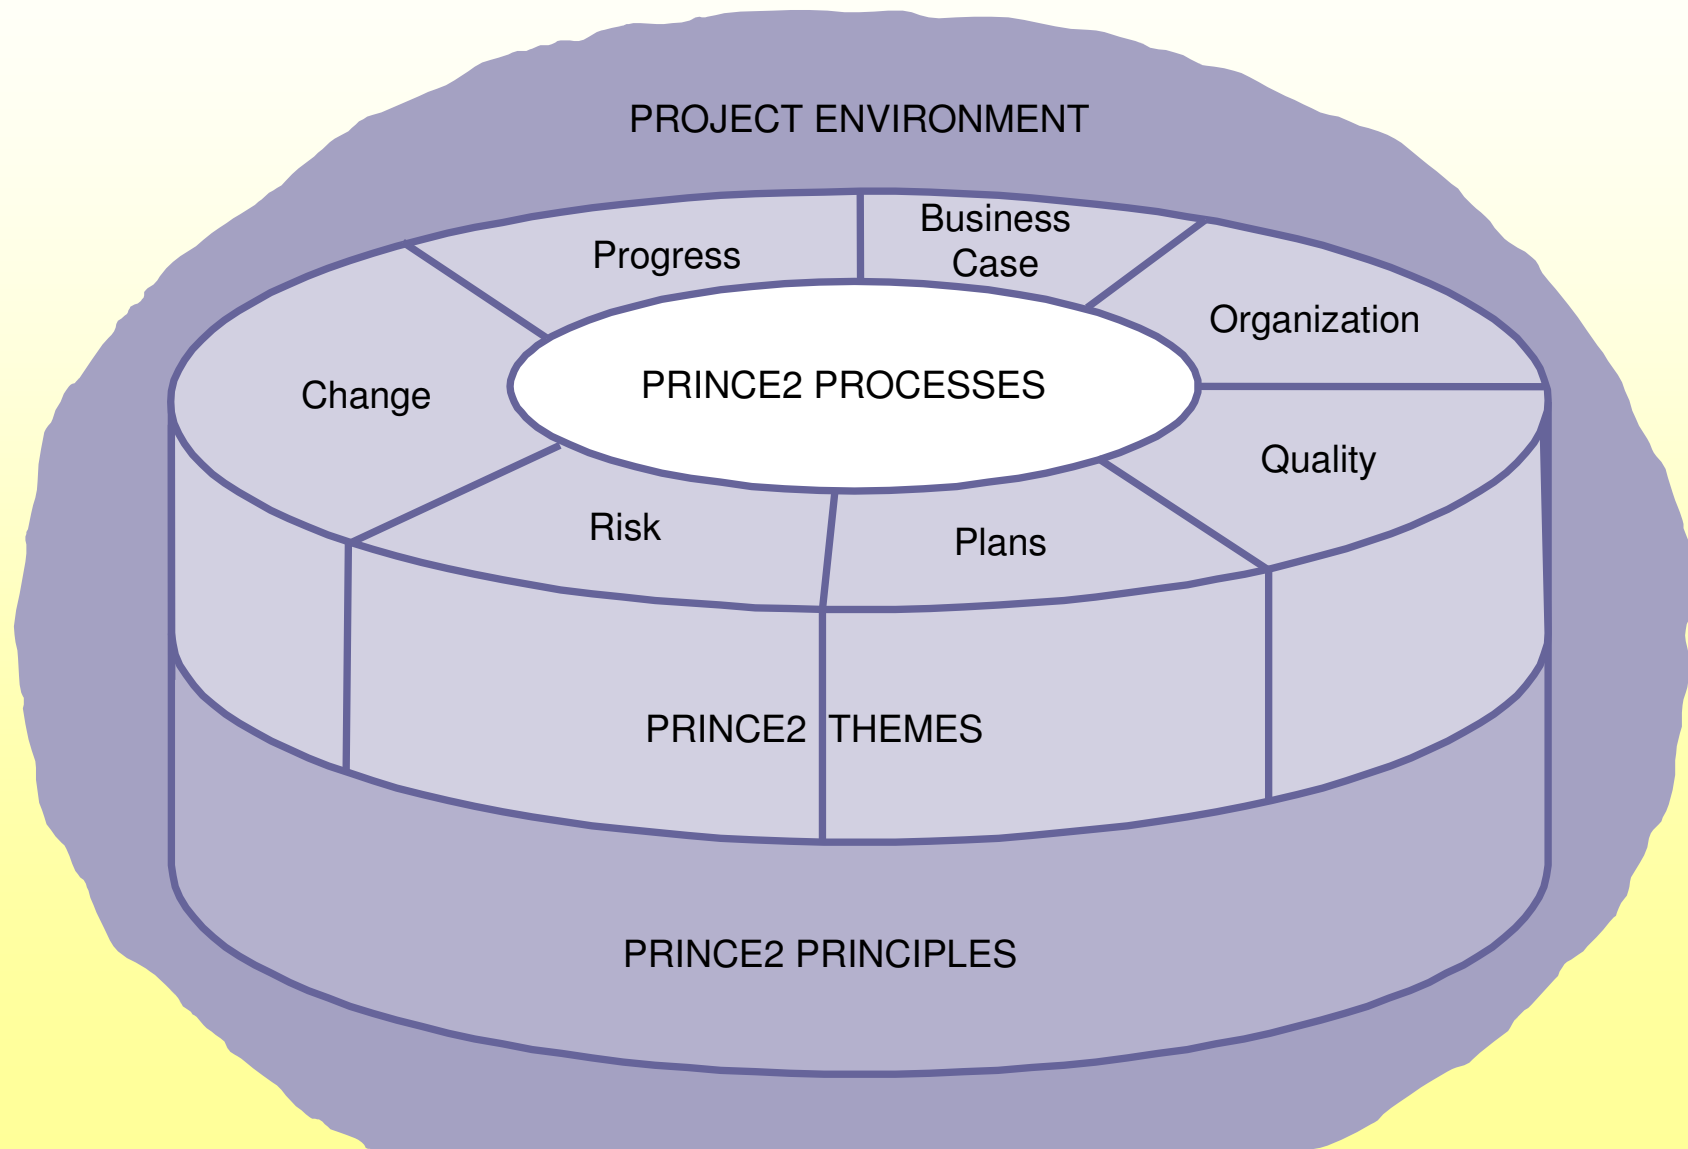 PROJECT ENVIRONMENT
Business
Case
Progress
Organization
PRINCE2 PROCESSES
Change
Quality
Risk
Plans
PRINCE2 THEMES
PRINCE2 PRINCIPLES